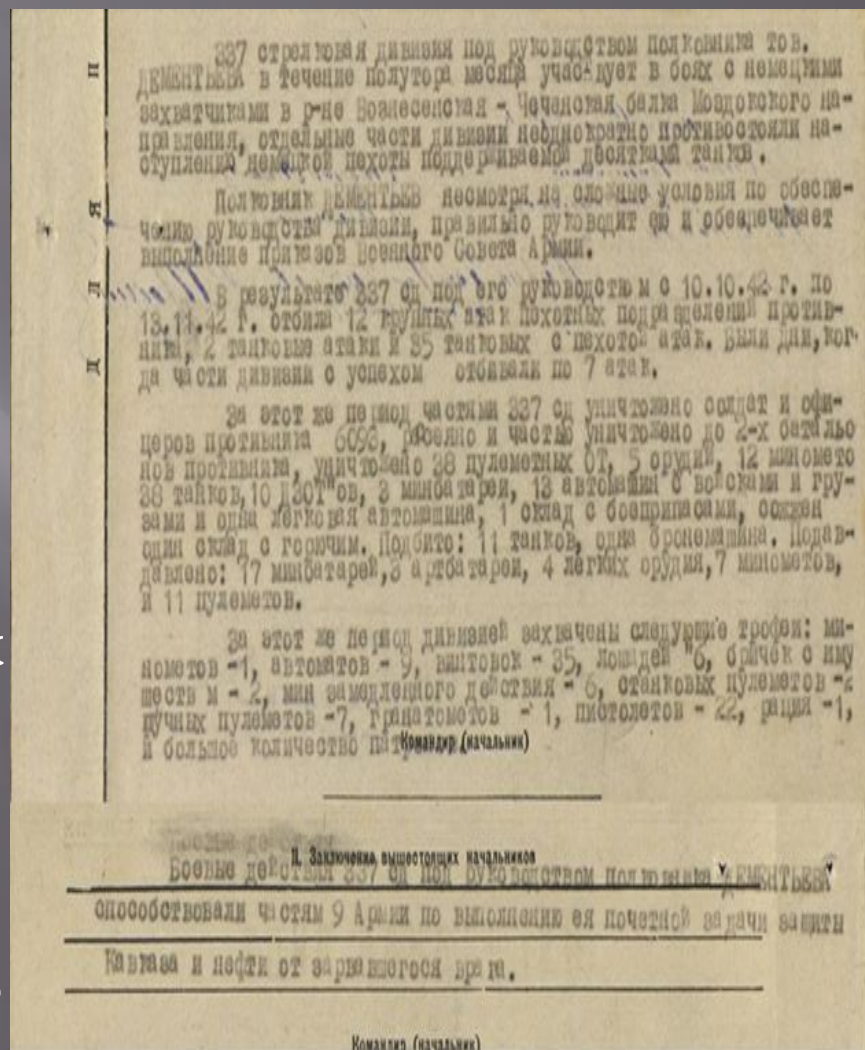 337 стрелковая дивизия под руководством полковника тов.
ДЕМЕНТЬЕВА в течение полутора месяца участвует в боях с немецкими
захватчиками в р-не Вознесенская - Чеченская балка Моздокского на-
правления, отдельные части дивизии неоднократно противостояли на-
ступлению немецкой пехоты поддерживаемой десятками танков.
Полковник ДЕМЕНТЬЕВ несмотря на сложные условия по обеспе-
чению руководства дивизии, правильно руководит ею и обеспечивает
выполнение приказов Военного Совета Армии.
В результате 337 сд под его руководством с 10.10.42 г. по
13.11.42 г. отбила 12 крупных атак пехотных подразделений против-
ника, 2 танковые атаки и 35 танковых с пехотой атак. Были дни, ког-
да части дивизии с успехом отбивали по 7 атак.
За этот же период частями 337 сд уничтожено солдат и офи-
церов противника 6093, рассеяно и частью уничтожено до 2-х батальо
нов противника, уничтожено 38 пулеметных ОТ, 5 орудий, 12 миномето
38 танков, 10 ДЗОТ"ов, 3 минбатареи, 13 автомашин с войсками и гру-
зами и одна легковая автомашина, 1 склад с боеприпасами, сожжен
один склад с горючим. Подбито: 11 танков, одна бронемашина. Подав-
давлено: 17 минбатарей, 3 артбатареи, 4 легких орудия, 7 минометов,
и 11 пулеметов.
За этот же период дивизией захвачены следующие трофеи: ми-
нометов -1, автоматов - 9, винтовок - 35, лошадей -6, бричек с иму
ществ м - 2, мин замедленного действия - 6, станковых пулеметов -2
ручных пулеметов -7, гранатометов - 1, пистолетов - 22, рация -1,
и большое количество
Командир (начальник)
II. Заключение вышестоящих начальников
Боевые действия 337 сд под руководством полковника ДЕМЕНТЬЕВА
способствовали частям 9 Армии по выполнению ея почетной задачи защиты
Кавказа и нефти от зарвавшегося врага.
Командир (начальник)
П
Я
Л
Д